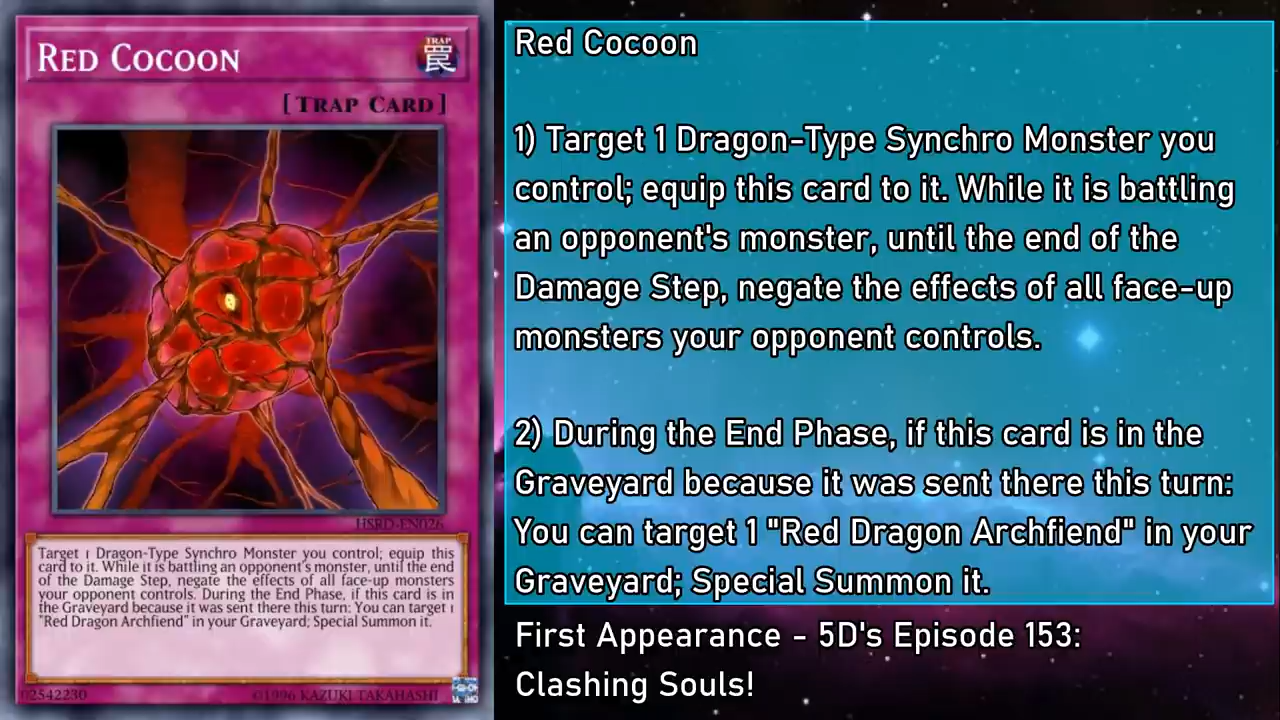 RED COCOON
TRAP
罠
[TRAP CARD]
HSRD-EN026
Target 1 Dragon-Type Synchro Monster you control; equip this
card to it. While it is battling an opponent's monster, until the end
of the Damage Step, negate the effects of all face-up monsters
your opponent controls. During the End Phase, if this card is in
the Graveyard because it was sent there this turn: You can target 1
"Red Dragon Archfiend" in your Graveyard; Special Summon it.
02542230
©1996 KAZUKI TAKAHASHI
Red Cocoon
1) Target 1 Dragon-Type Synchro Monster you
control; equip this card to it. While it is battling
an opponent's monster, until the end of the
Damage Step, negate the effects of all face-up
monsters your opponent controls.
2) During the End Phase, if this card is in the
Graveyard because it was sent there this turn:
You can target 1 "Red Dragon Archfiend" in your
Graveyard; Special Summon it.
First Appearance - 5D's Episode 153:
Clashing Souls!